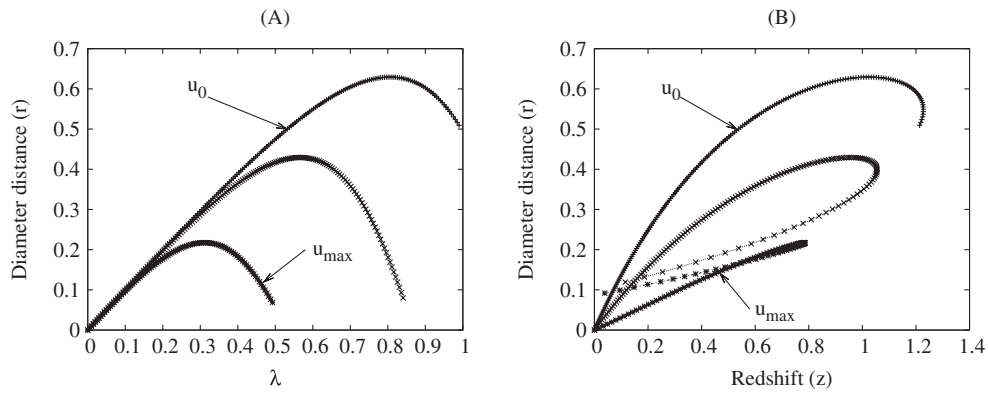 (A)
0.7
0.6
0.5
0.4
0.3
0.2
0.1
0
Diameter distance (r)
u0
umax
0 0.1 0.2 0.3 0.4 0.5 0.6 0.7 0.8 0.9 1
λ
(B)
0.7
0.6
0.5
0.4
0.3
0.2
0.1
0
Diameter distance (r)
u0
umax
0 0.2 0.4 0.6 0.8 1 1.2 1.4
Redshift (z)